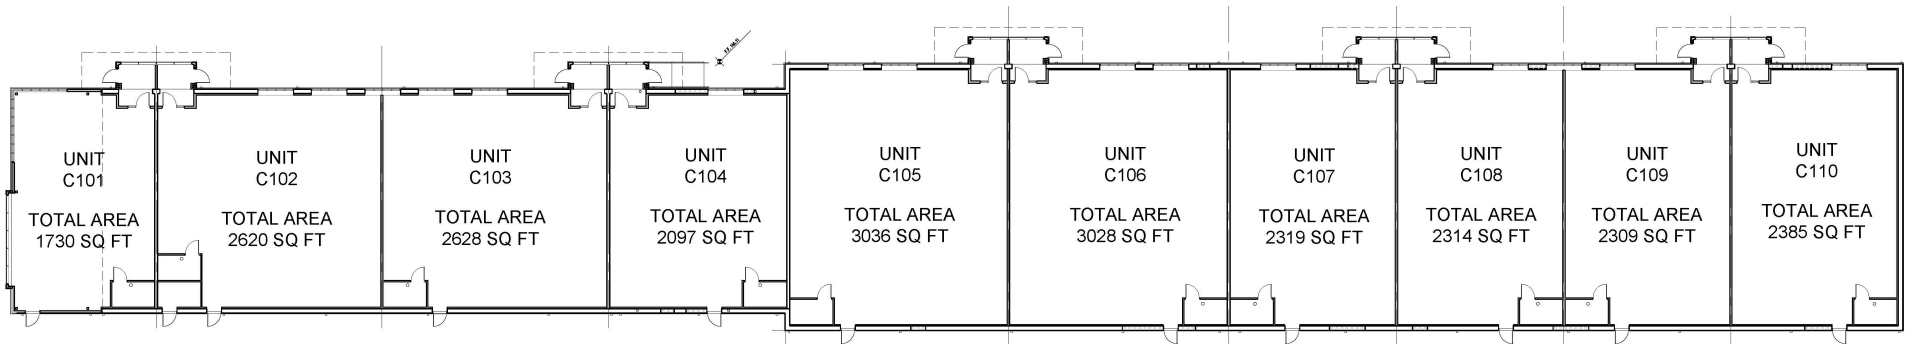 UNIT
C101
TOTAL AREA
1730 SQ FT
UNIT
C102
TOTAL AREA
2620 SQ FT
UNIT
C103
TOTAL AREA
2628 SQ FT
UNIT
C104
TOTAL AREA
2097 SQ FT
UNIT
C105
TOTAL AREA
3036 SQ FT
UNIT
C106
TOTAL AREA
3028 SQ FT
UNIT
C107
TOTAL AREA
2319 SQ FT
UNIT
C108
TOTAL AREA
2314 SQ FT
UNIT
C109
TOTAL AREA
2309 SQ FT
UNIT
C110
TOTAL AREA
2385 SQ FT